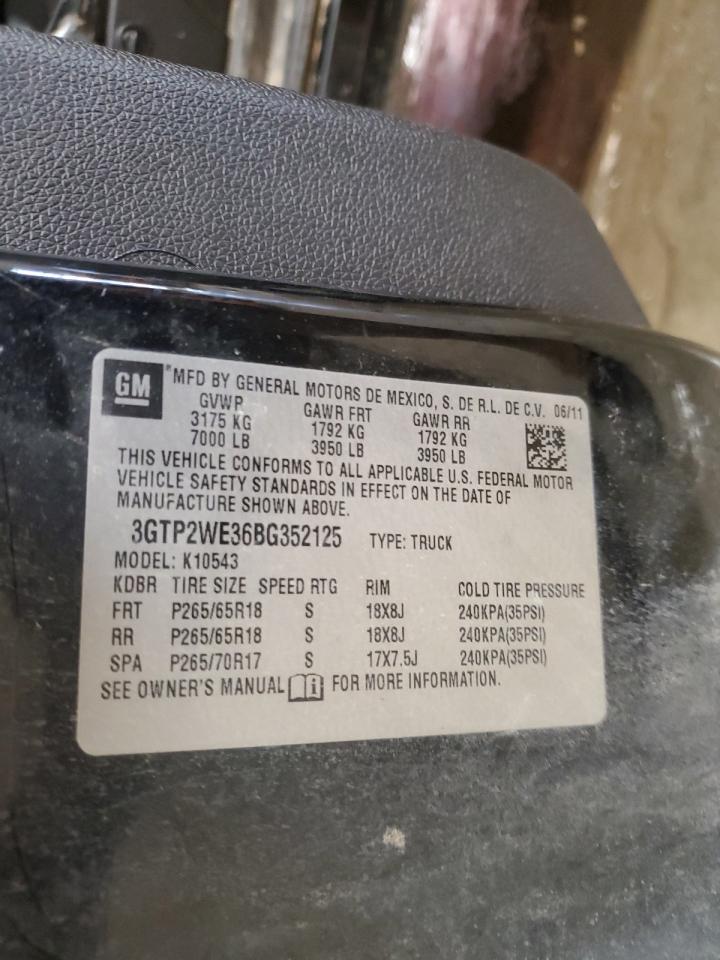 GM MFD BY GENERAL MOTORS DE MEXICO, S. DE R.L. DE C.V. 06/11
GVWR GAWR FRT GAWR RR
3175 KG 1792 KG 1792 KG
7000 LB 3950 LB 3950 LB
THIS VEHICLE CONFORMS TO ALL APPLICABLE U.S. FEDERAL MOTOR
VEHICLE SAFETY STANDARDS IN EFFECT ON THE DATE OF
MANUFACTURE SHOWN ABOVE.
3GTP2WE36BG352125 TYPE: TRUCK
MODEL: K10543
KDBR TIRE SIZE SPEED RTG RIM COLD TIRE PRESSURE
FRT P265/65R18 S 18X8J 240KPA(35PSI)
RR P265/65R18 S 18X8J 240KPA(35PSI)
SPA P265/70R17 S 17X7.5J 240KPA(35PSI)
SEE OWNER'S MANUAL i FOR MORE INFORMATION.